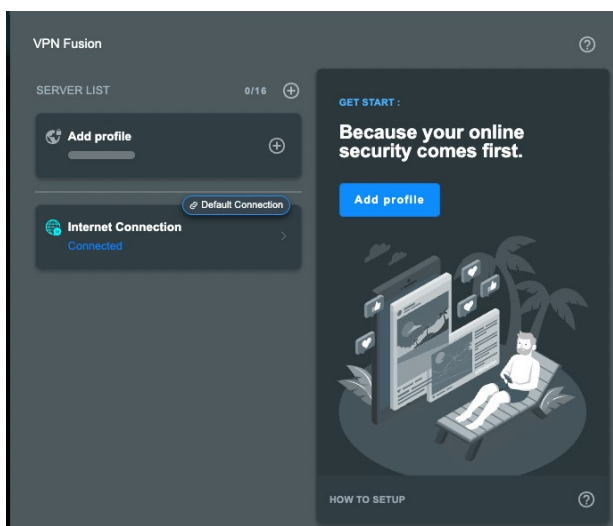 VPN Fusion
SERVER LIST 0/16
Add profile
Default Connection
Internet Connection
Connected
GET START :
Because your online
security comes first.
Add profile
HOW TO SETUP